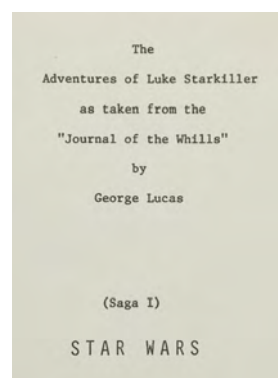 The
Adventures of Luke Starkiller
as taken from the
"Journal of the Whills"
by
George Lucas
(Saga I)
STAR WARS